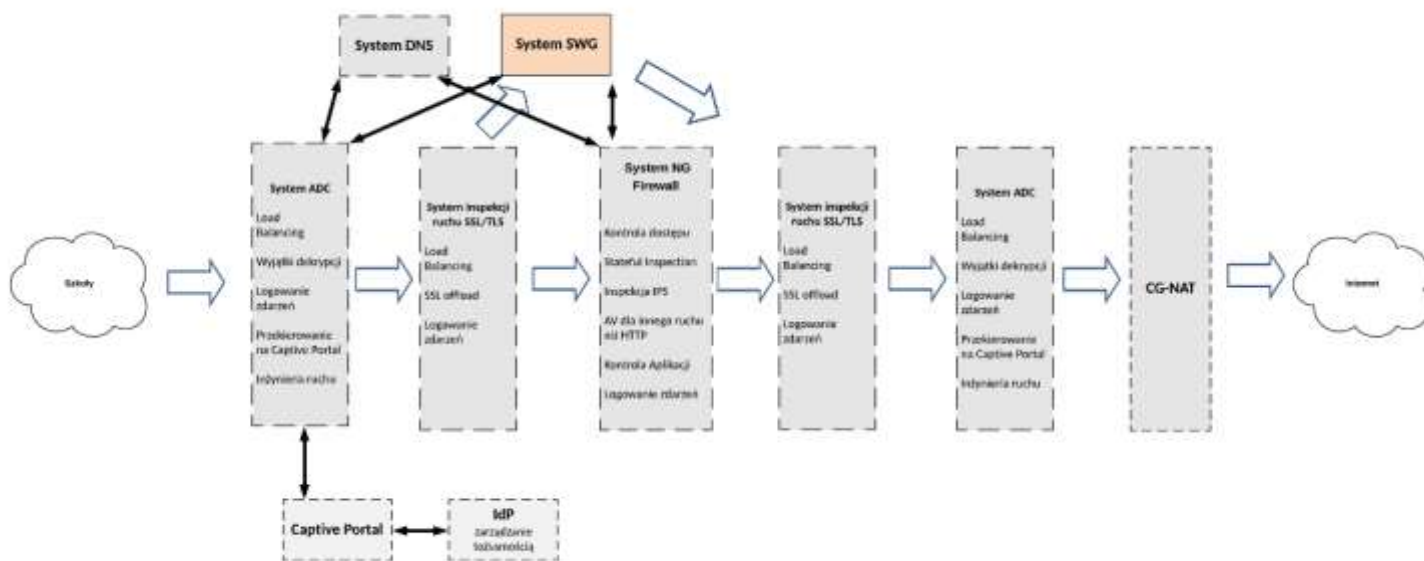 System DNS
System SWG
Szkoły
System ADC
Load
Balancing
Wyjątki dekrypcji
Logowanie
zdarzeń
Przekierowanie
na Captive Portal
Inżynieria ruchu
System inspekcji
ruchu SSL/TLS
Load
Balancing
SSL offload
Logowanie
zdarzeń
System NG
Firewall
Kontrola dostępu
Stateful Inspection
Inspekcja IPS
AV dla innego ruchu
niż HTTP
Kontrola Aplikacji
Logowanie zdarzeń
System inspekcji
ruchu SSL/TLS
Load
Balancing
SSL offload
Logowanie
zdarzeń
System ADC
Load
Balancing
Wyjątki dekrypcji
Logowanie
zdarzeń
Przekierowanie
na Captive Portal
Inżynieria ruchu
CG-NAT
Internet
Captive Portal
IdP
zarządzanie
tożsamością